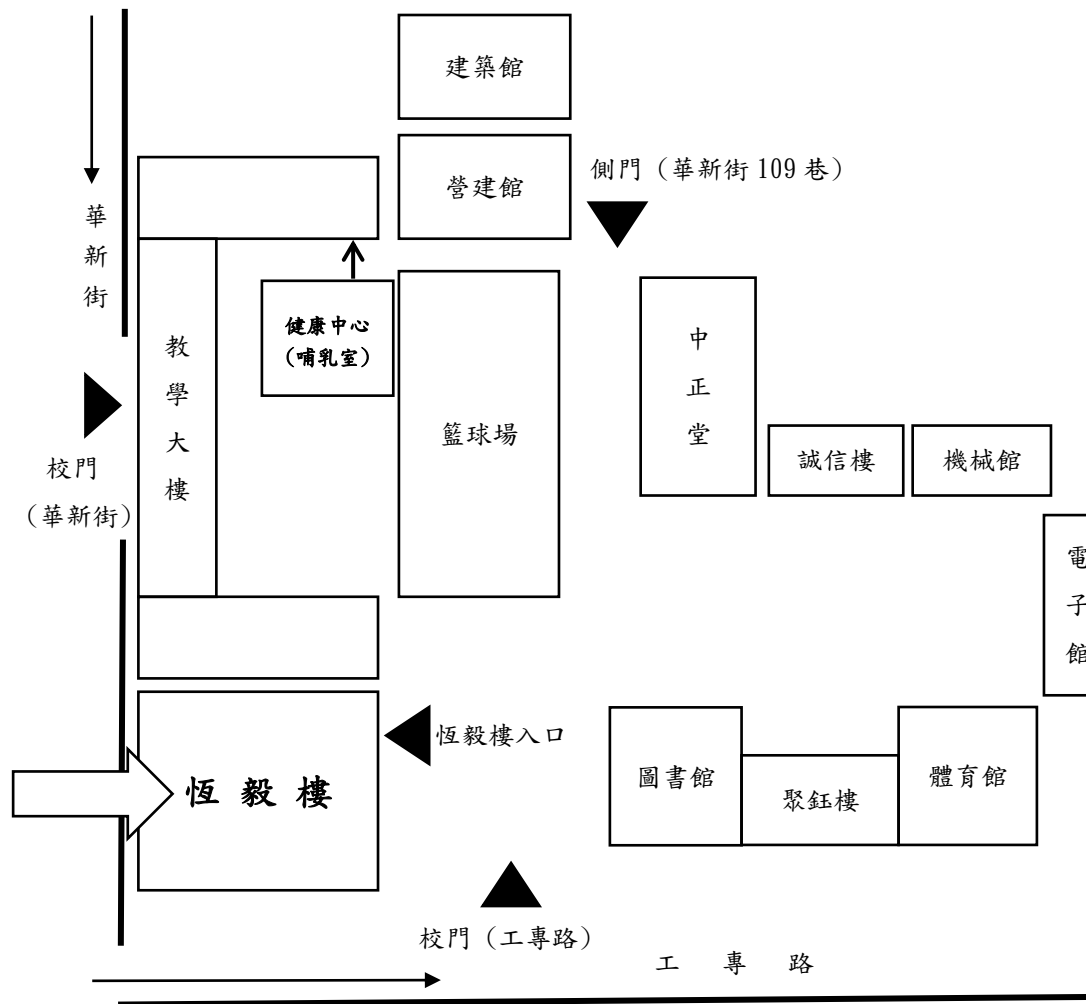 建築館
營建館
側門（華新街 109 巷）
華新街
健康中心
（哺乳室）
教學大樓
籃球場
中正堂
誠信樓
機械館
校門
（華新街）
電子館
恆毅樓
恆毅樓入口
圖書館
聚鈺樓
體育館
校門（工專路）
工 專 路